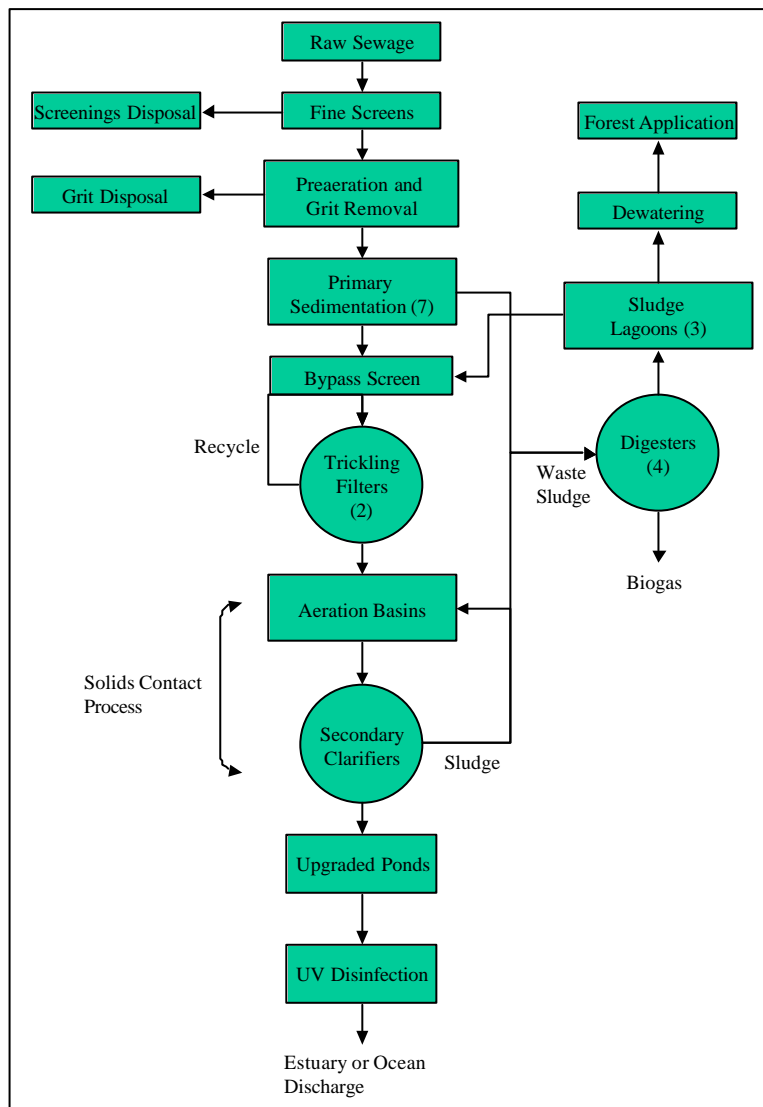 Raw Sewage
Screenings Disposal
Fine Screens
Forest Application
Grit Disposal
Preaeration and
Grit Removal
Dewatering
Primary
Sedimentation (7)
Sludge
Lagoons (3)
Bypass Screen
Recycle
Trickling
Filters
(2)
Waste
Sludge
Digesters
(4)
Biogas
Aeration Basins
Solids Contact
Process
Secondary
Clarifiers
Sludge
Upgraded Ponds
UV Disinfection
Estuary or Ocean
Discharge